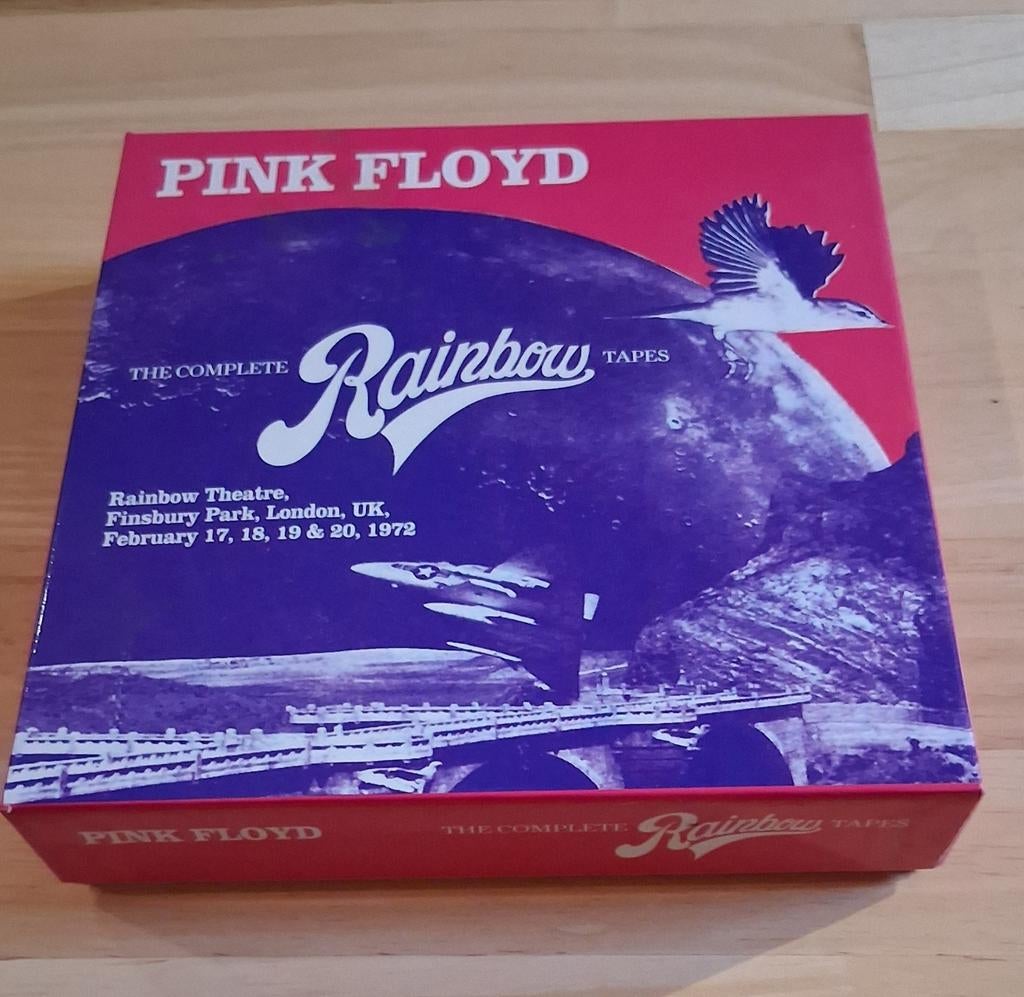 PINK FLOYD
THE COMPLETE Rainbow TAPES
Rainbow Theatre,
Finsbury Park, London, UK,
February 17, 18, 19 & 20, 1972
PINK FLOYD THE COMPLETE Rainbow TAPES